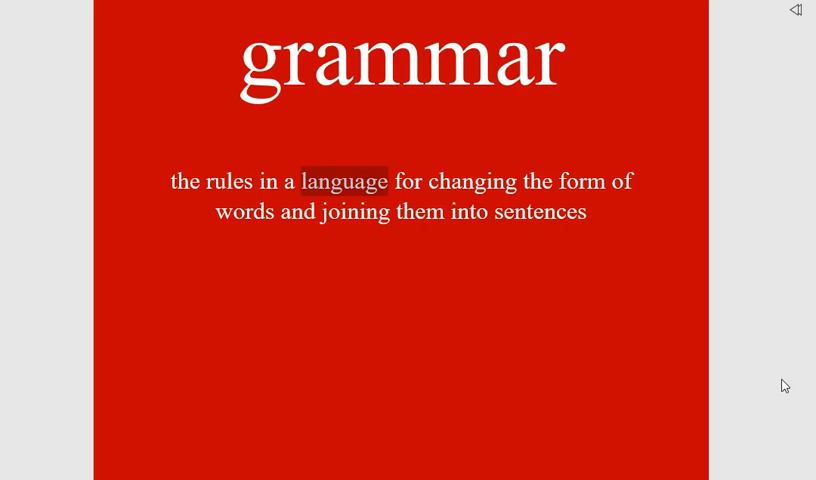 grammar
the rules in a language for changing the form of
words and joining them into sentences